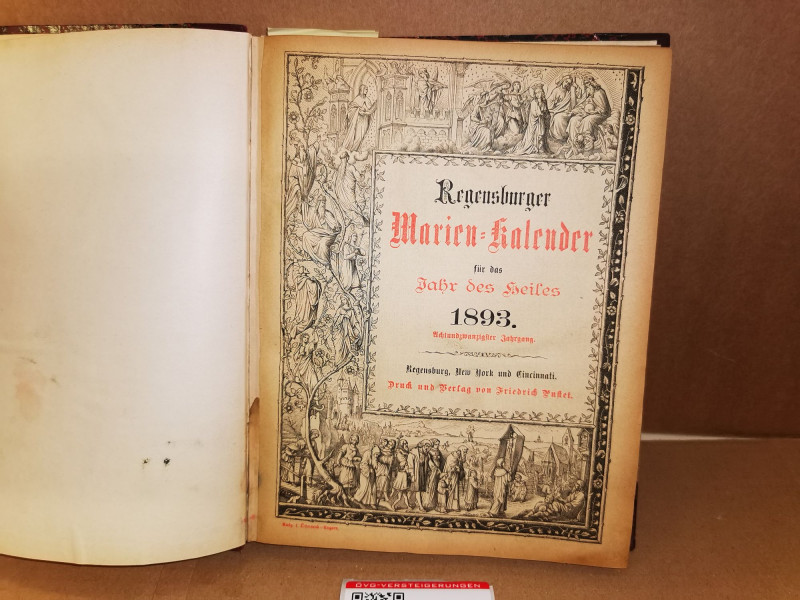 Regensburger
Marien=Kalender
für das
Jahr des Heiles
1893.
Achtundzwanzigster Jahrgang.
Regensburg, New York und Cincinnati.
Druck und Verlag von Friedrich Pustet.
DVG-VERSTEIGERUNGEN